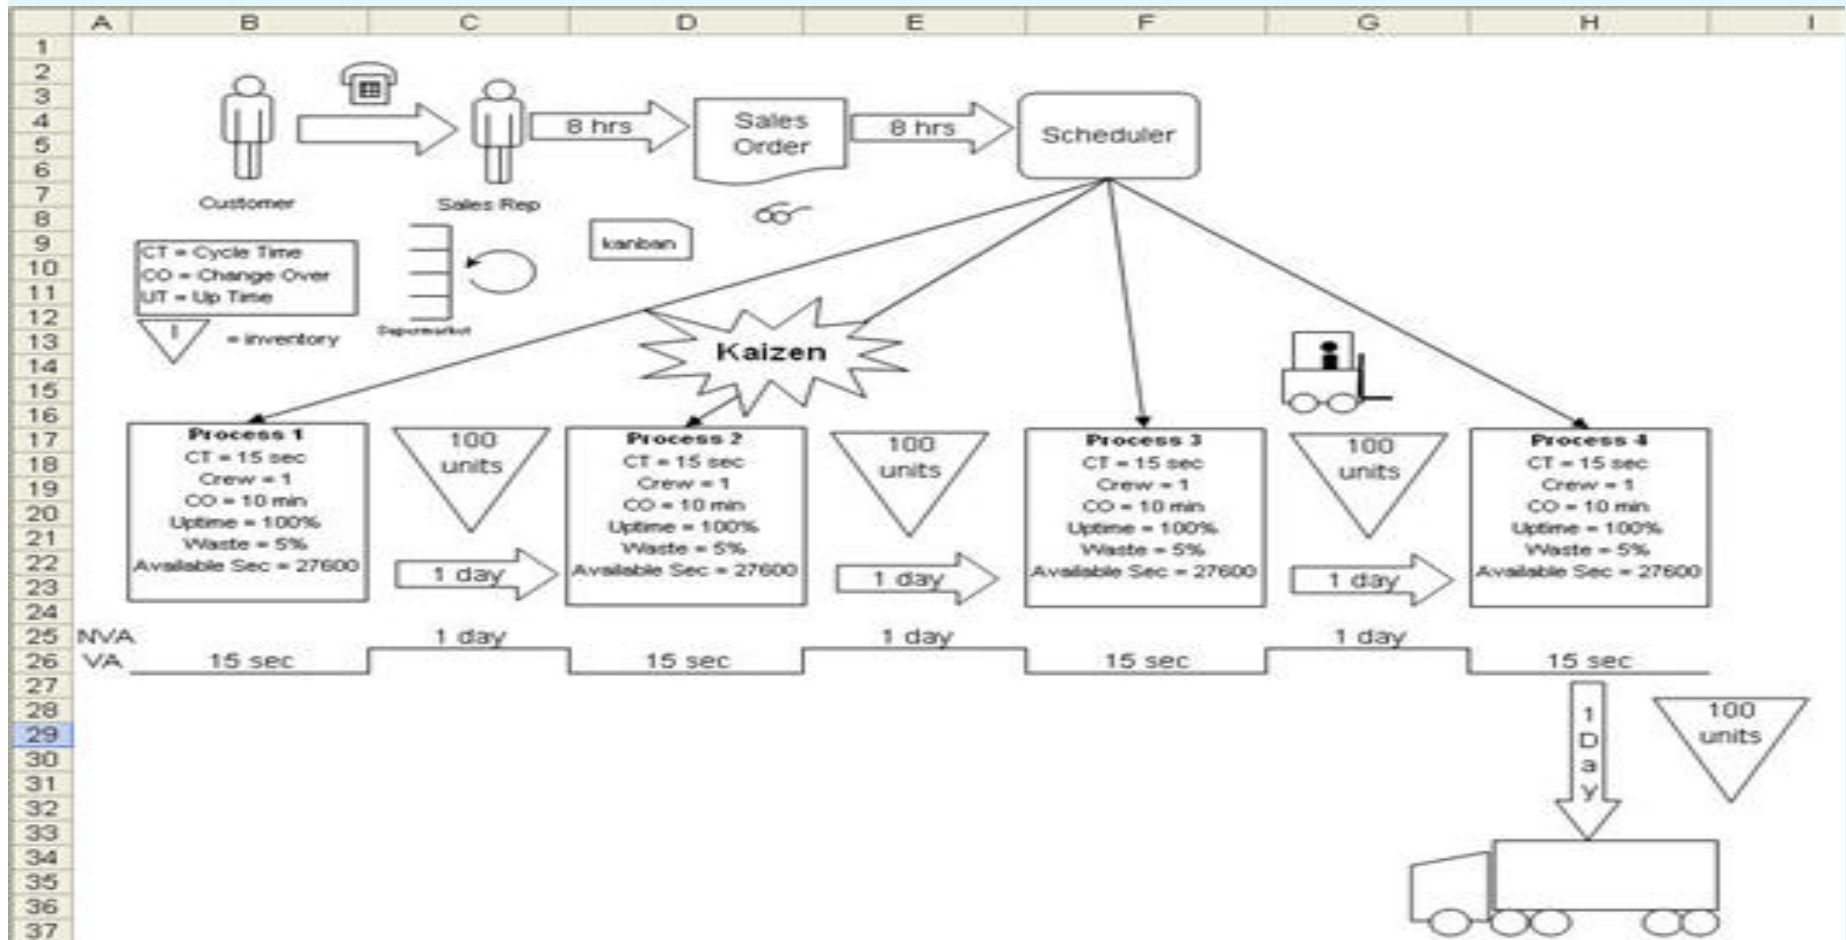 A B C D E F G H I
1
2
3
4
5
6
7
8
9
10
11
12
13
14
15
16
17
18
19
20
21
22
23
24
25
26
27
28
29
30
31
32
33
34
35
36
37
8 hrs
Sales
Order
8 hrs
Scheduler
Customer
Sales Rep
kanban
CT = Cycle Time
CO = Change Over
UT = Up Time
I
= inventory
Supermarket
Kaizen
Process 1
CT = 15 sec
Crew = 1
CO = 10 min
Uptime = 100%
Waste = 5%
Available Sec = 27600
100
units
1 day
Process 2
CT = 15 sec
Crew = 1
CO = 10 min
Uptime = 100%
Waste = 5%
Available Sec = 27600
100
units
1 day
Process 3
CT = 15 sec
Crew = 1
CO = 10 min
Uptime = 100%
Waste = 5%
Available Sec = 27600
100
units
1 day
Process 4
CT = 15 sec
Crew = 1
CO = 10 min
Uptime = 100%
Waste = 5%
Available Sec = 27600
NVA 1 day 1 day 1 day
VA 15 sec 15 sec 15 sec 15 sec
1
D
a
y
100
units